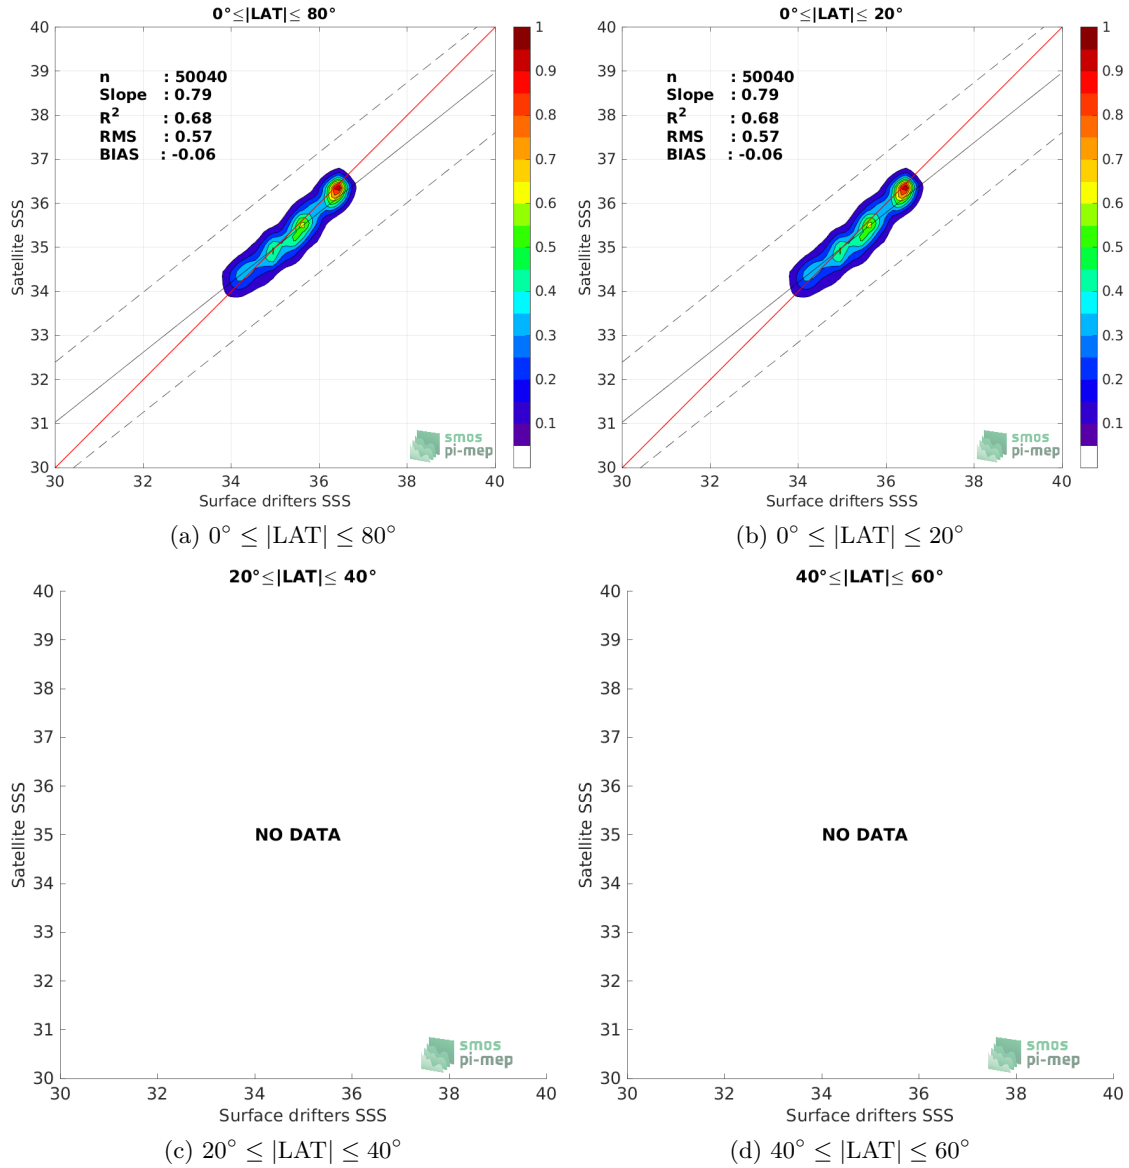 0°≤|LAT|≤ 80°
40
39
38
37
36
35
34
33
32
31
30
Satellite SSS
n : 50040
Slope : 0.79
R² : 0.68
RMS : 0.57
BIAS : -0.06
smos
pi-mep
30 32 34 36 38 40
Surface drifters SSS
1
0.9
0.8
0.7
0.6
0.5
0.4
0.3
0.2
0.1
(a) 0° ≤ |LAT| ≤ 80°
0°≤|LAT|≤ 20°
40
39
38
37
36
35
34
33
32
31
30
Satellite SSS
n : 50040
Slope : 0.79
R² : 0.68
RMS : 0.57
BIAS : -0.06
smos
pi-mep
30 32 34 36 38 40
Surface drifters SSS
1
0.9
0.8
0.7
0.6
0.5
0.4
0.3
0.2
0.1
(b) 0° ≤ |LAT| ≤ 20°
20°≤|LAT|≤ 40°
40
39
38
37
36
35
34
33
32
31
30
Satellite SSS
NO DATA
smos
pi-mep
30 32 34 36 38 40
Surface drifters SSS
(c) 20° ≤ |LAT| ≤ 40°
40°≤|LAT|≤ 60°
40
39
38
37
36
35
34
33
32
31
30
Satellite SSS
NO DATA
smos
pi-mep
30 32 34 36 38 40
Surface drifters SSS
(d) 40° ≤ |LAT| ≤ 60°